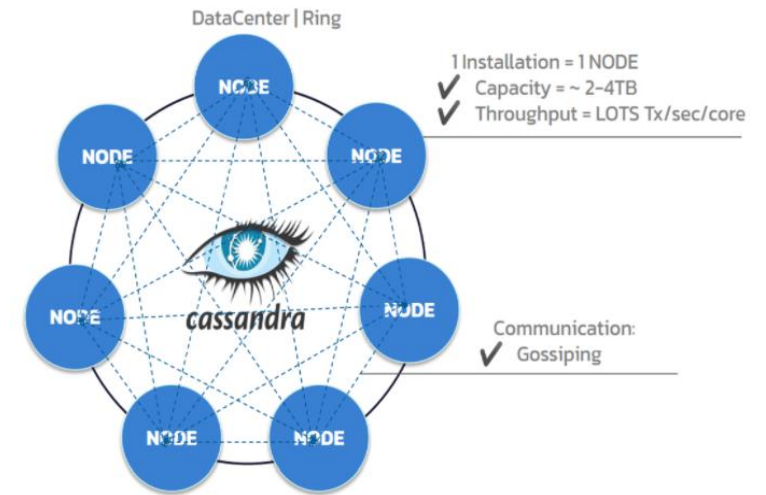 DataCenter | Ring
NODE
1 Installation = 1 NODE
✔ Capacity = ~ 2-4TB
✔ Throughput = LOTS Tx/sec/core
NODE
NODE
cassandra
NODE
NODE
Communication:
✔ Gossiping
NODE
NODE